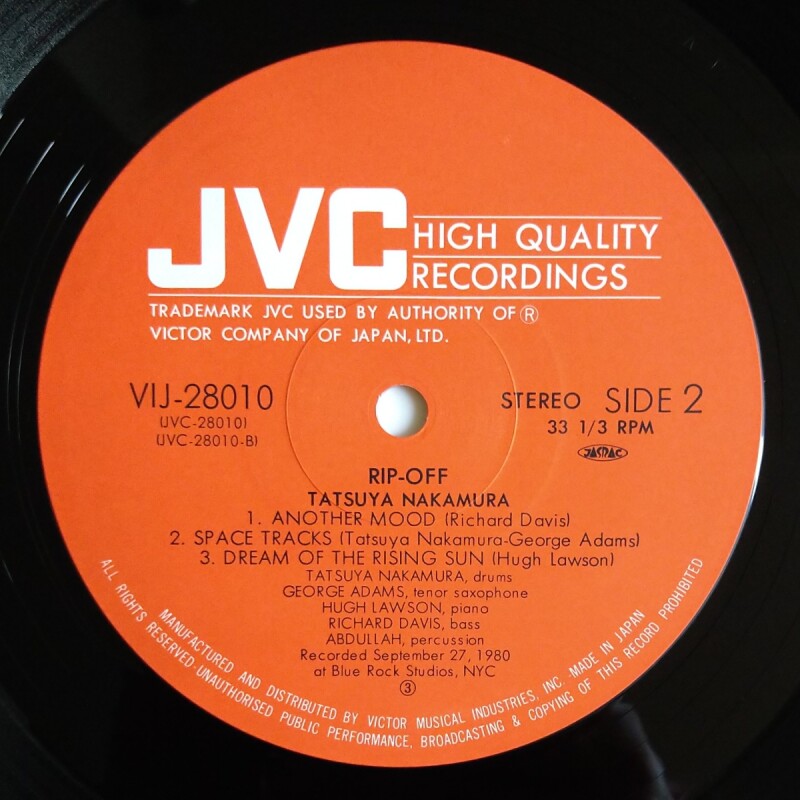 JVC
HIGH QUALITY
RECORDINGS
TRADEMARK JVC USED BY AUTHORITY OF ®
VICTOR COMPANY OF JAPAN, LTD.
VIJ-28010
(JVC-28010)
(JVC-28010-B)
STEREO SIDE 2
33 1/3 RPM
JASRAC
RIP-OFF
TATSUYA NAKAMURA
1. ANOTHER MOOD (Richard Davis)
2. SPACE TRACKS (Tatsuya Nakamura-George Adams)
3. DREAM OF THE RISING SUN (Hugh Lawson)
TATSUYA NAKAMURA, drums
GEORGE ADAMS, tenor saxophone
HUGH LAWSON, piano
RICHARD DAVIS, bass
ABDULLAH, percussion
Recorded September 27, 1980
at Blue Rock Studios, NYC
③
MANUFACTURED AND DISTRIBUTED BY VICTOR MUSICAL INDUSTRIES, INC. MADE IN JAPAN
ALL RIGHTS RESERVED·UNAUTHORISED PUBLIC PERFORMANCE, BROADCASTING & COPYING OF THIS RECORD PROHIBITED